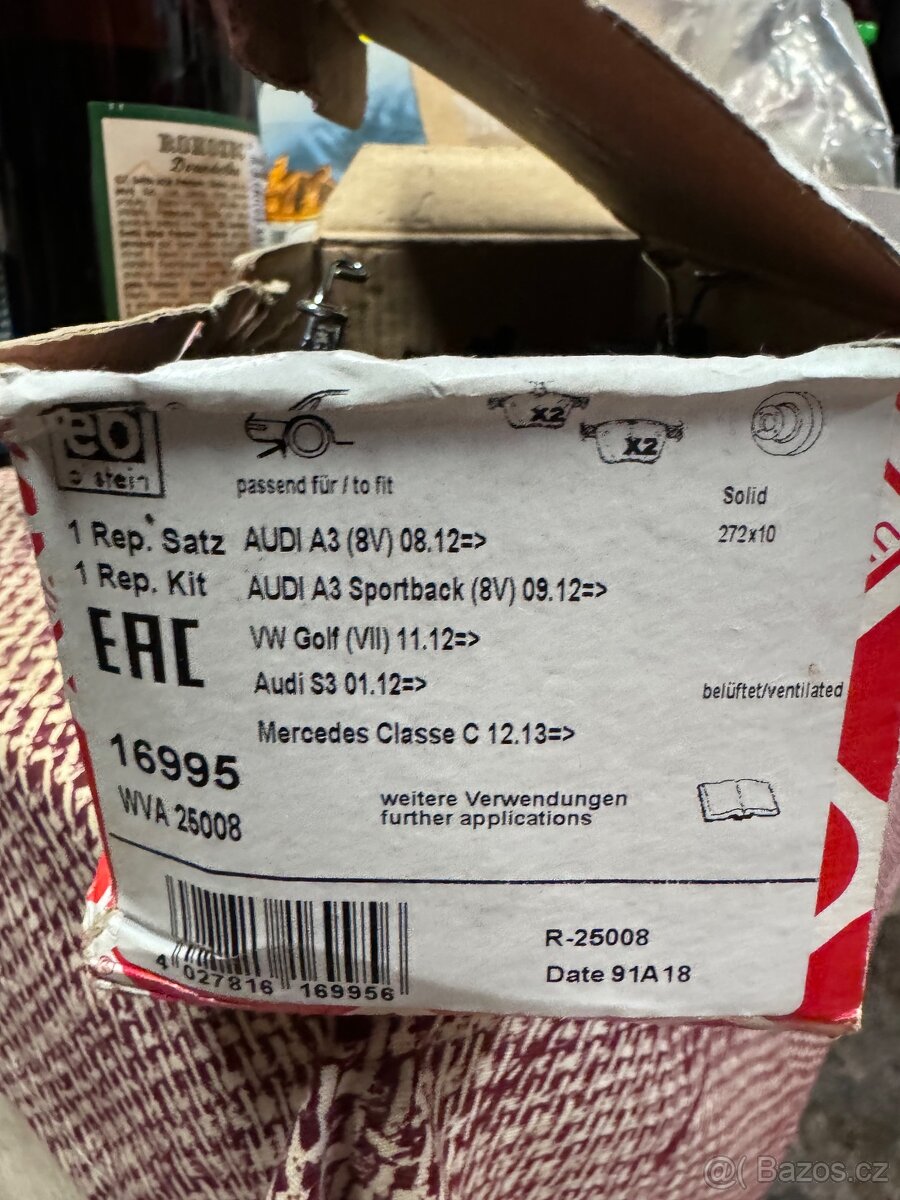 eo
passend für / to fit
X2
X2
Solid
272x10
1 Rep. Satz
1 Rep. Kit
EAC
AUDI A3 (8V) 08.12=>
AUDI A3 Sportback (8V) 09.12=>
VW Golf (VII) 11.12=>
Audi S3 01.12=>
Mercedes Classe C 12.13=>
belüftet/ventilated
16995
WVA 25008
weitere Verwendungen
further applications
4 027816 169956
R-25008
Date 91A18
@( Bazos.cz